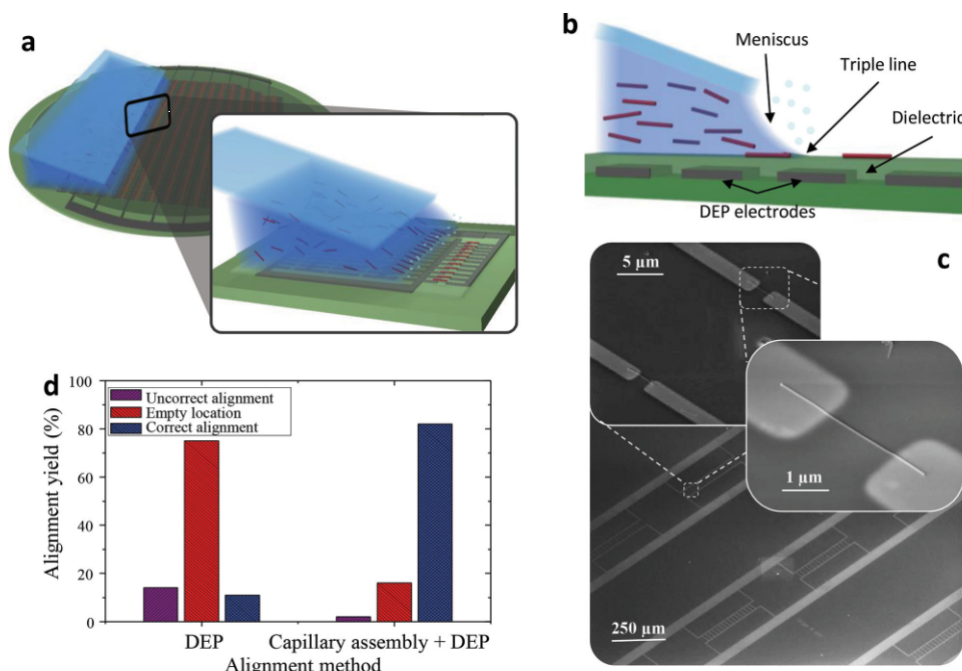 a
b
Meniscus
Triple line
Dielectric
DEP electrodes
c
5 µm
1 µm
250 µm
d
Alignment yield (%)
100
80
60
40
20
0
Uncorrect alignment
Empty location
Correct alignment
DEP
Capillary assembly + DEP
Alignment method